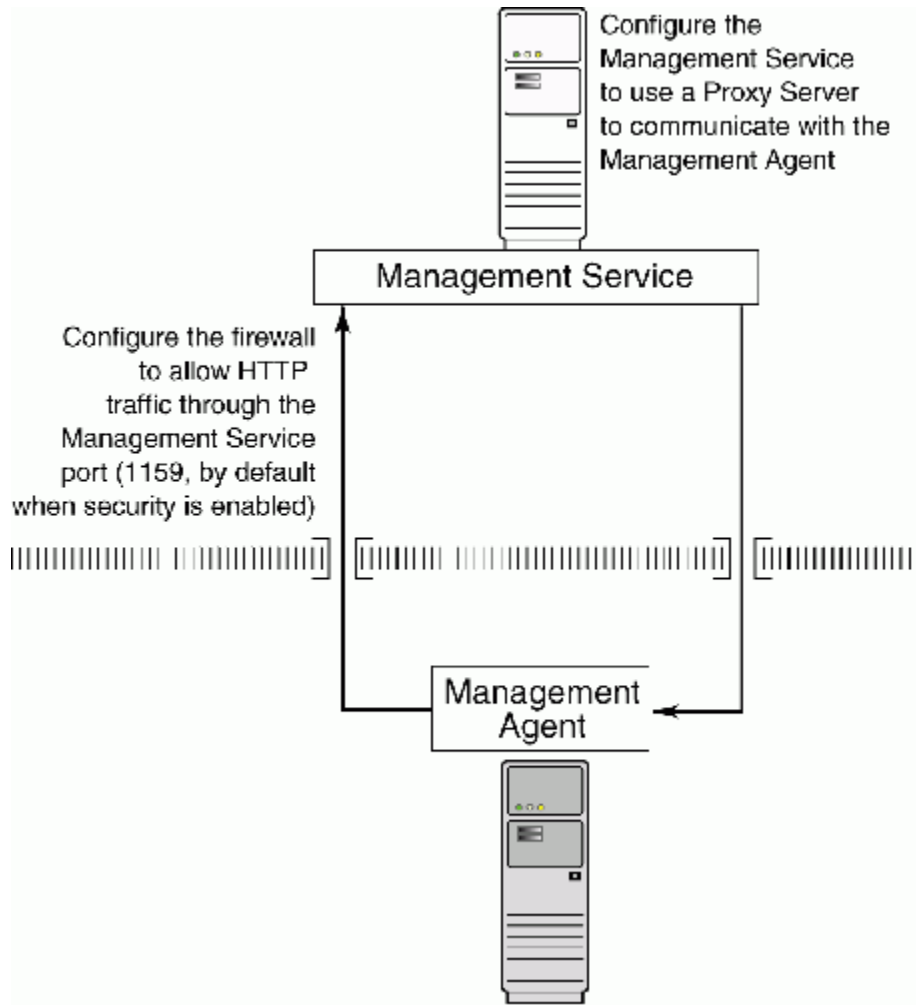 Configure the
Management Service
to use a Proxy Server
to communicate with the
Management Agent
Management Service
Configure the firewall
to allow HTTP
traffic through the
Management Service
port (1159, by default
when security is enabled)
Management
Agent